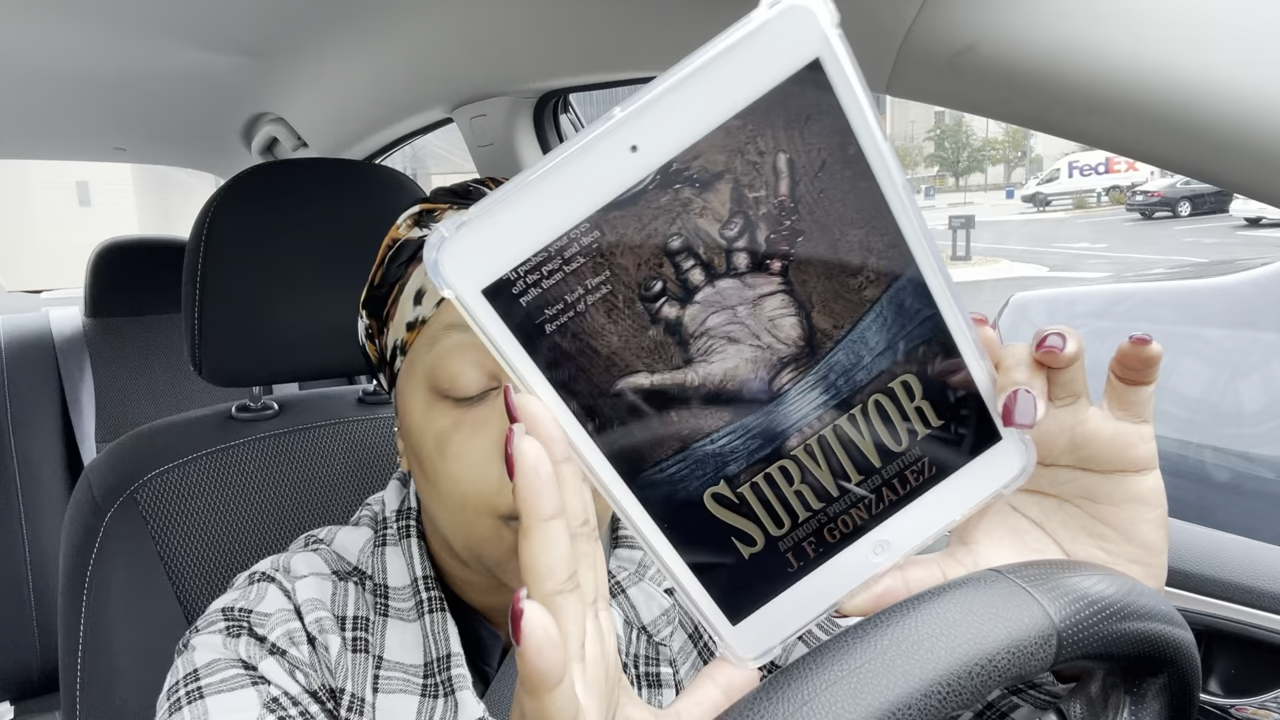 "It pushes your eyes
off the page and then
pulls them back..."
—New York Times
Review of Books
SURVIVOR
AUTHOR'S PREFERRED EDITION
J. F. GONZALEZ
FedEx